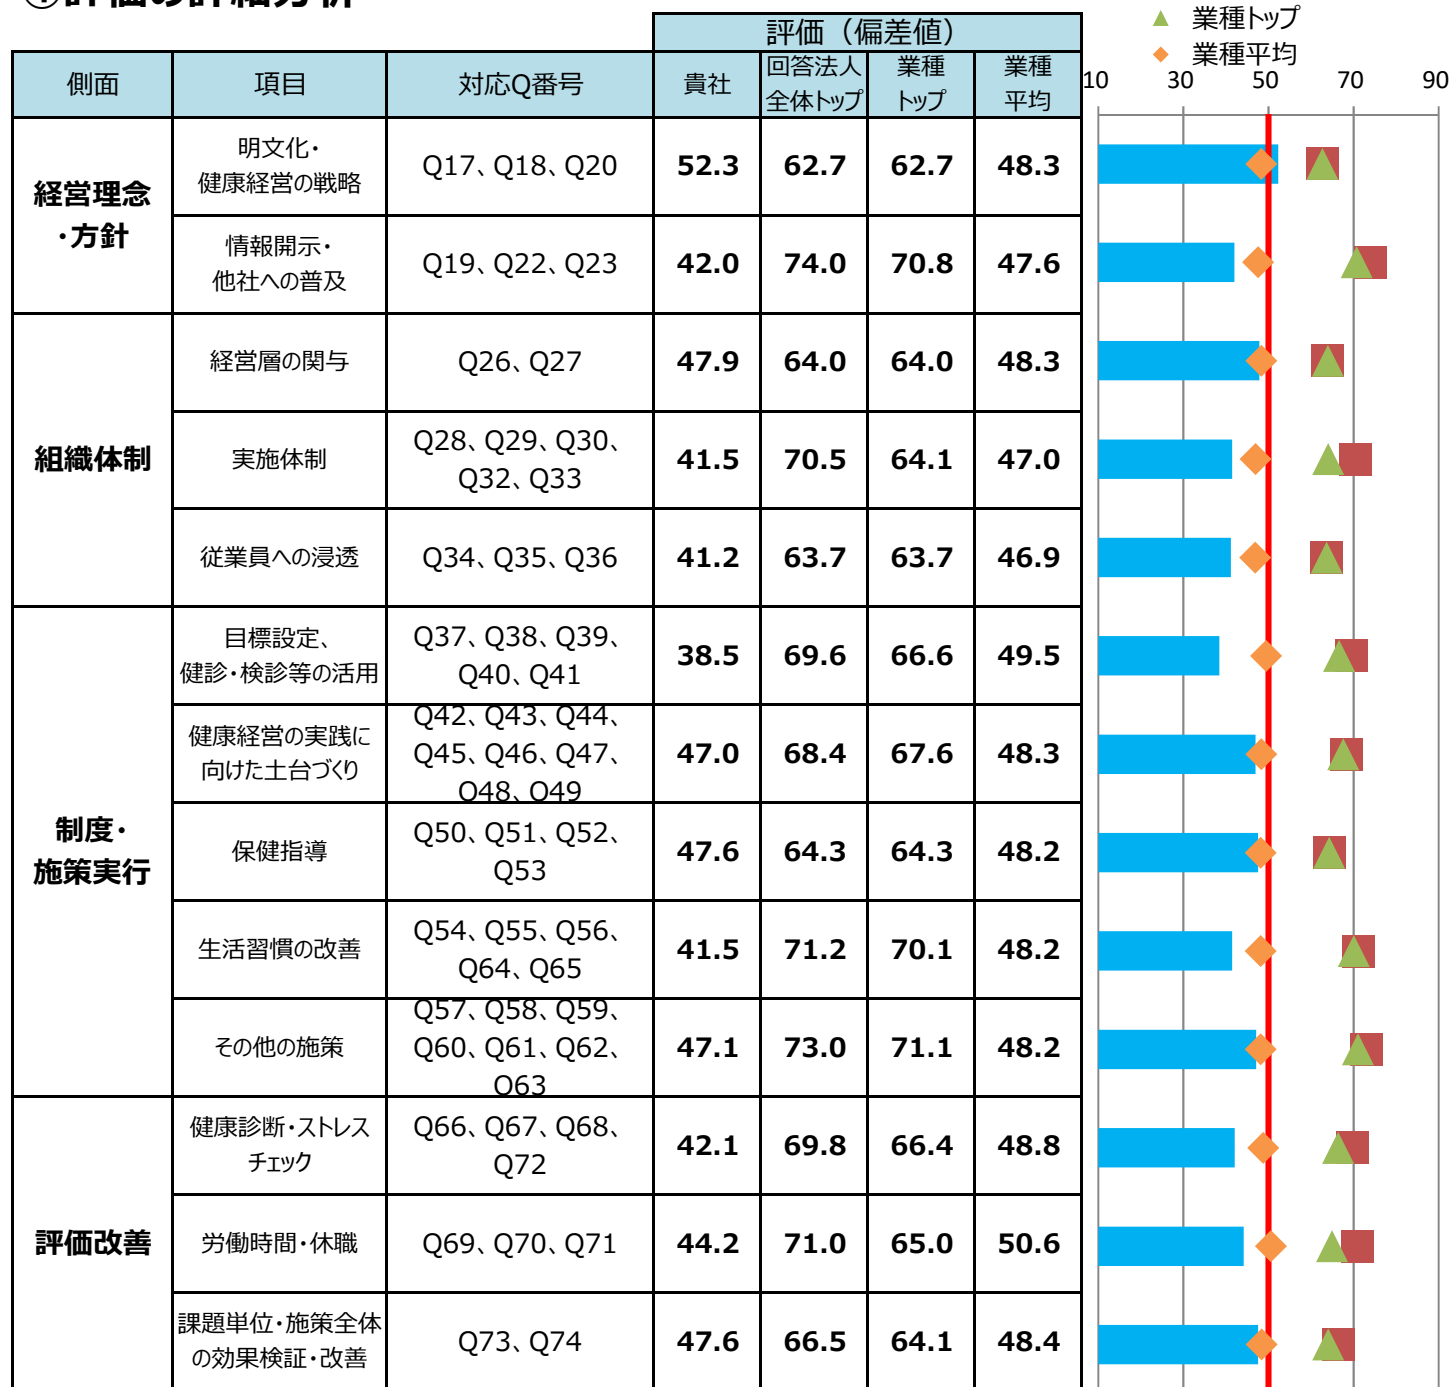 ④評価の詳細分析
業種トップ
業種平均
評価（偏差値）
側面 項目 対応Q番号 貴社 回答法人 業種 業種
全体トップ トップ 平均
10 30 50 70 90
経営理念
・方針
明文化・
健康経営の戦略
Q17、Q18、Q20
52.3 62.7 62.7 48.3
情報開示・
他社への普及
Q19、Q22、Q23
42.0 74.0 70.8 47.6
組織体制
経営層の関与
Q26、Q27
47.9 64.0 64.0 48.3
実施体制
Q28、Q29、Q30、
Q32、Q33
41.5 70.5 64.1 47.0
従業員への浸透
Q34、Q35、Q36
41.2 63.7 63.7 46.9
制度・
施策実行
目標設定、
健診・検診等の活用
Q37、Q38、Q39、
Q40、Q41
38.5 69.6 66.6 49.5
健康経営の実践に
向けた土台づくり
Q42、Q43、Q44、
Q45、Q46、Q47、
Q48、Q49
47.0 68.4 67.6 48.3
保健指導
Q50、Q51、Q52、
Q53
47.6 64.3 64.3 48.2
生活習慣の改善
Q54、Q55、Q56、
Q64、Q65
41.5 71.2 70.1 48.2
その他の施策
Q57、Q58、Q59、
Q60、Q61、Q62、
Q63
47.1 73.0 71.1 48.2
評価改善
健康診断・ストレス
チェック
Q66、Q67、Q68、
Q72
42.1 69.8 66.4 48.8
労働時間・休職
Q69、Q70、Q71
44.2 71.0 65.0 50.6
課題単位・施策全体
の効果検証・改善
Q73、Q74
47.6 66.5 64.1 48.4